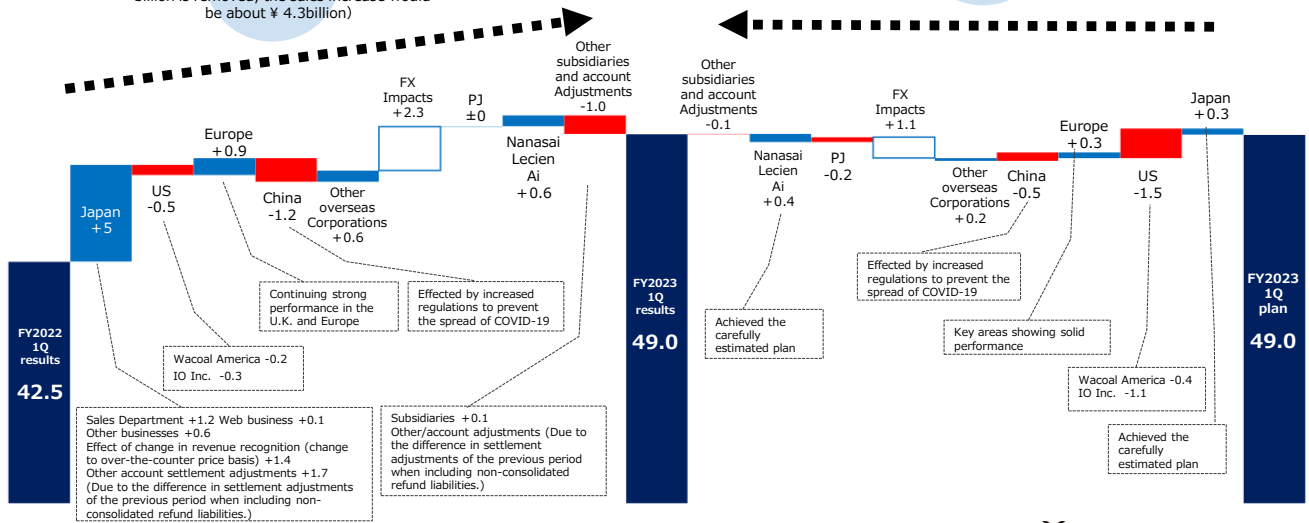 billion is removed, the sales increase would
be about ¥ 4.3billion)
FY2022
1Q
results
42.5
Japan
+5
US
-0.5
Europe
+0.9
China
-1.2
Other
overseas
Corporations
+0.6
FX
Impacts
+2.3
PJ
±0
Nanasai
Lecien
Ai
+0.6
Other
subsidiaries
and account
Adjustments
-1.0
Wacoal America -0.2
IO Inc. -0.3
Continuing strong
performance in the
U.K. and Europe
Effected by increased
regulations to prevent
the spread of COVID-19
Sales Department +1.2 Web business +0.1
Other businesses +0.6
Effect of change in revenue recognition (change
to over-the-counter price basis) +1.4
Other account settlement adjustments +1.7
(Due to the difference in settlement adjustments
of the previous period when including non-
consolidated refund liabilities.)
Subsidiaries +0.1
Other/account adjustments (Due to
the difference in settlement
adjustments of the previous period
when including non-consolidated
refund liabilities.)
FY2023
1Q
results
49.0
Other
subsidiaries
and account
Adjustments
-0.1
Nanasai
Lecien
Ai
+0.4
PJ
-0.2
FX
Impacts
+1.1
Other
overseas
Corporations
+0.2
China
-0.5
Europe
+0.3
US
-1.5
Japan
+0.3
Achieved the
carefully
estimated plan
Effected by increased
regulations to prevent the
spread of COVID-19
Key areas showing solid
performance
Wacoal America -0.4
IO Inc. -1.1
Achieved the
carefully
estimated plan
FY2023
1Q
plan
49.0